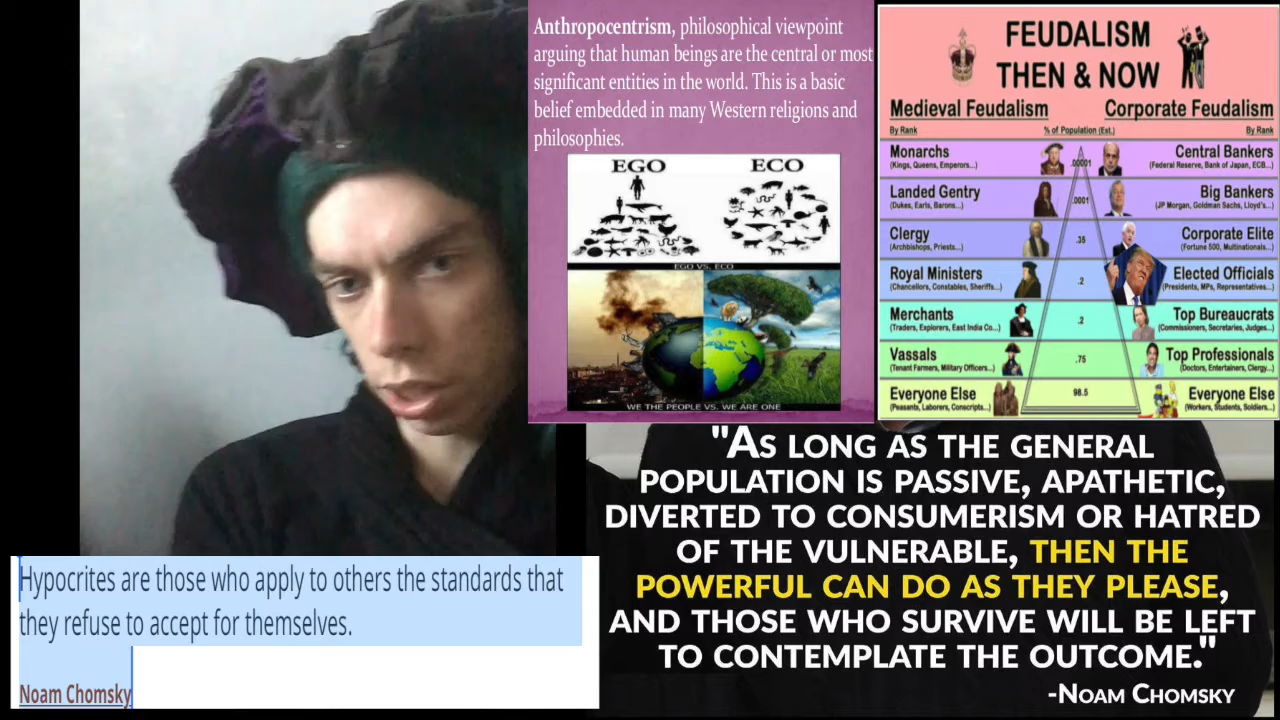 Anthropocentrism, philosophical viewpoint
arguing that human beings are the central or most
significant entities in the world. This is a basic
belief embedded in many Western religions and
philosophies.
EGO ECO
EGO VS. ECO
WE THE PEOPLE VS. WE ARE ONE
FEUDALISM
THEN & NOW
Medieval Feudalism Corporate Feudalism
By Rank % of Population (Est.) By Rank
Monarchs .00001 Central Bankers
(Kings, Queens, Emperors...) (Federal Reserve, Bank of Japan, ECB...)
Landed Gentry .0001 Big Bankers
(Dukes, Earls, Barons...) (JP Morgan, Goldman Sachs, Lloyd's...)
Clergy .35 Corporate Elite
(Archbishops, Priests...) (Fortune 500, Multinationals...)
Royal Ministers .2 Elected Officials
(Chancellors, Constables, Sheriffs...) (Presidents, MPs, Representatives...)
Merchants .2 Top Bureaucrats
(Traders, Explorers, East India Co...) (Commissioners, Secretaries, Judges...)
Vassals .75 Top Professionals
(Tenant Farmers, Military Officers...) (Doctors, Entertainers, Clergy...)
Everyone Else 98.5 Everyone Else
(Peasants, Laborers, Conscripts...) (Workers, Students, Soldiers...)
"AS LONG AS THE GENERAL
POPULATION IS PASSIVE, APATHETIC,
DIVERTED TO CONSUMERISM OR HATRED
OF THE VULNERABLE, THEN THE
POWERFUL CAN DO AS THEY PLEASE,
AND THOSE WHO SURVIVE WILL BE LEFT
TO CONTEMPLATE THE OUTCOME."
-NOAM CHOMSKY
Hypocrites are those who apply to others the standards that
they refuse to accept for themselves.
Noam Chomsky